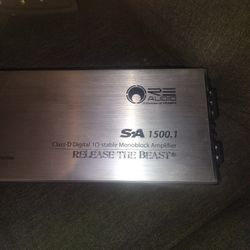 RE
AUDIO
SXA 1500.1
Class-D Digital 1Ω stable Monoblock Amplifier
RELEASE THE BEAST®